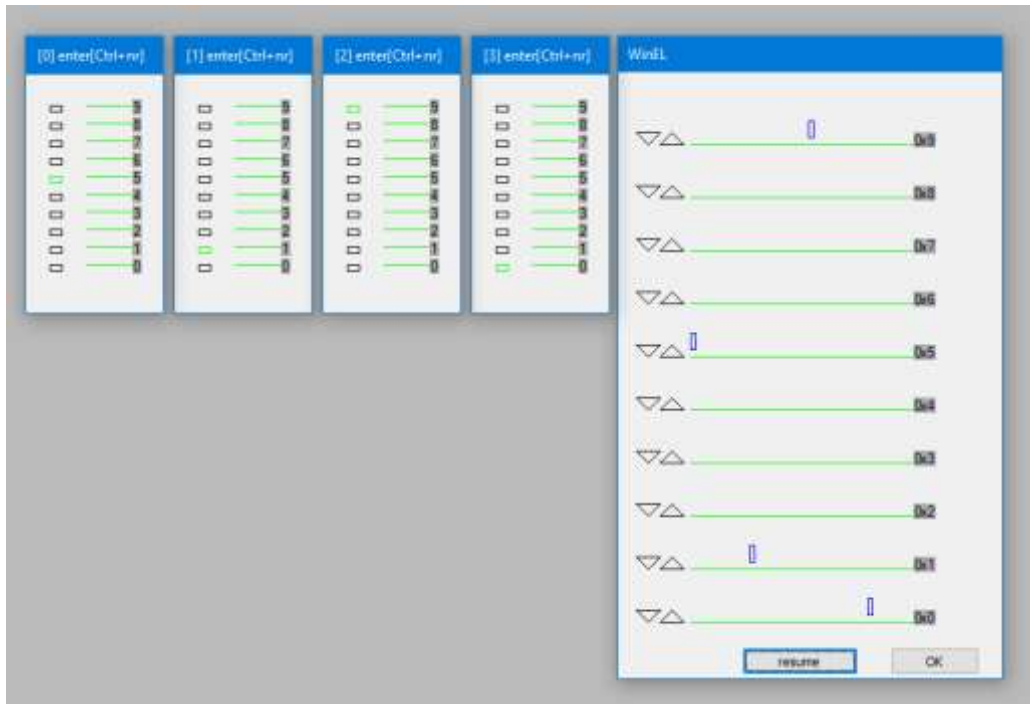 [0] enter[Ctrl+nr]
9
8
7
6
5
4
3
2
1
0
[1] enter[Ctrl+nr]
9
8
7
6
5
4
3
2
1
0
[2] enter[Ctrl+nr]
9
8
7
6
5
4
3
2
1
0
[3] enter[Ctrl+nr]
9
8
7
6
5
4
3
2
1
0
WinEL
0x9
0x8
0x7
0x6
0x5
0x4
0x3
0x2
0x1
0x0
resume
OK